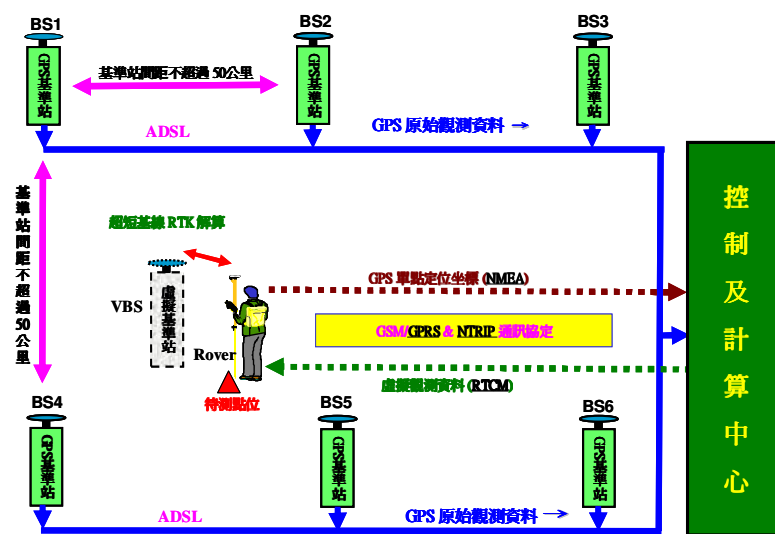 BS1
BS2
BS3
GPS基準站
GPS基準站
GPS基準站
基準站間距不超過 50公里
ADSL
GPS 原始觀測資料 →
基準站間距不超過50公里
超短基線 RTK 解算
VBS
虛擬基準站
Rover
待測點位
GPS 單點定位坐標 (NMEA)
GSM/GPRS & NTRIP 通訊協定
虛擬觀測資料 (RTCM)
控制及計算中心
BS4
BS5
BS6
GPS基準站
GPS基準站
GPS基準站
ADSL
GPS 原始觀測資料 →